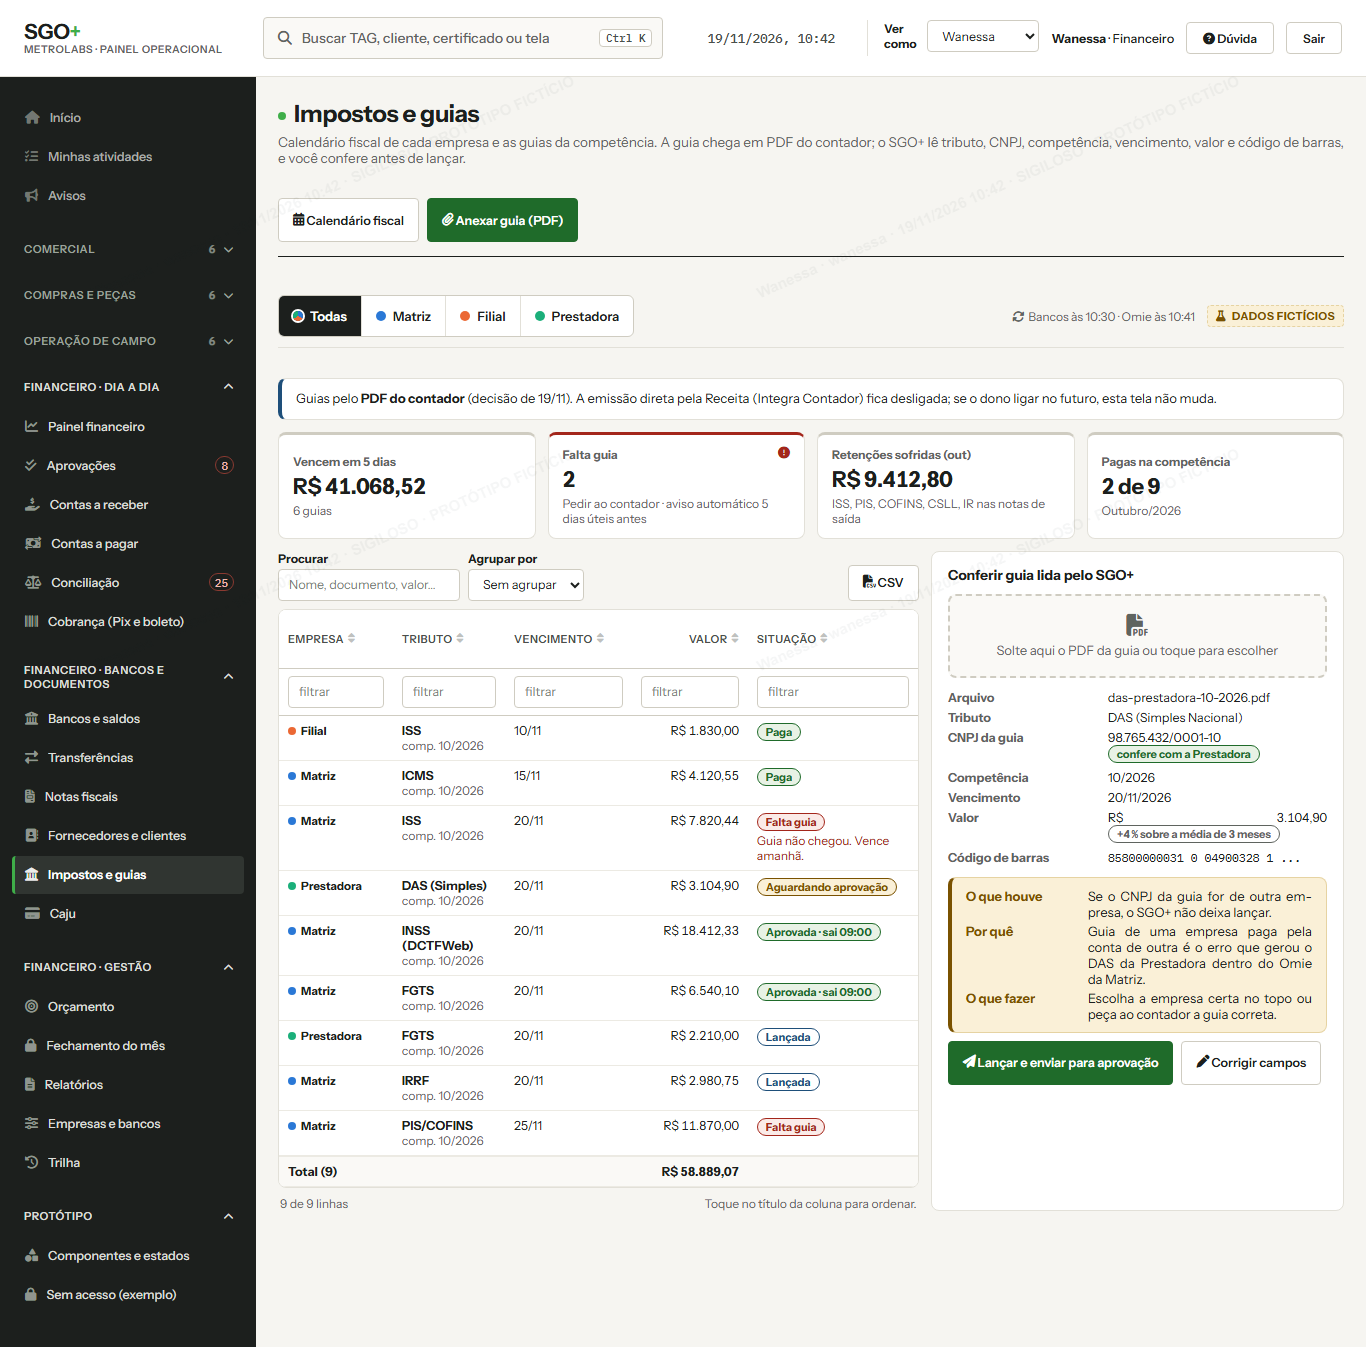 SGO+
METROLABS · PAINEL OPERACIONAL
Buscar TAG, cliente, certificado ou tela
Ctrl K
19/11/2026, 10:42
Ver como
Wanessa
Wanessa · Financeiro
Dúvida
Sair
Início
Minhas atividades
Avisos
COMERCIAL 6
COMPRAS E PEÇAS 6
OPERAÇÃO DE CAMPO 6
FINANCEIRO · DIA A DIA
Painel financeiro
Aprovações 8
Contas a receber
Contas a pagar
Conciliação 25
Cobrança (Pix e boleto)
FINANCEIRO · BANCOS E
DOCUMENTOS
Bancos e saldos
Transferências
Notas fiscais
Fornecedores e clientes
Impostos e guias
Caju
FINANCEIRO · GESTÃO
Orçamento
Fechamento do mês
Relatórios
Empresas e bancos
Trilha
PROTÓTIPO
Componentes e estados
Sem acesso (exemplo)
Impostos e guias
Calendário fiscal de cada empresa e as guias da competência. A guia chega em PDF do contador; o SGO+ lê tributo, CNPJ, competência, vencimento, valor e código de barras,
e você confere antes de lançar.
Calendário fiscal
Anexar guia (PDF)
Wanessa · wanessa · 19/11/2026 10:42 · SIGILOSO · PROTÓTIPO FICTÍCIO
Todas
Matriz
Filial
Prestadora
Bancos às 10:30 · Omie às 10:41
DADOS FICTÍCIOS
Guias pelo PDF do contador (decisão de 19/11). A emissão direta pela Receita (Integra Contador) fica desligada; se o dono ligar no futuro, esta tela não muda.
Vencem em 5 dias
R$ 41.068,52
6 guias
Falta guia
2
Pedir ao contador · aviso automático 5
dias úteis antes
Retenções sofridas (out)
R$ 9.412,80
ISS, PIS, COFINS, CSLL, IR nas notas de
saída
Pagas na competência
2 de 9
Outubro/2026
Procurar
Nome, documento, valor...
Agrupar por
Sem agrupar
CSV
EMPRESA TRIBUTO VENCIMENTO VALOR SITUAÇÃO
filtrar filtrar filtrar filtrar filtrar
Filial ISS 10/11 R$ 1.830,00 Paga
comp. 10/2026
Matriz ICMS 15/11 R$ 4.120,55 Paga
comp. 10/2026
Matriz ISS 20/11 R$ 7.820,44 Falta guia
comp. 10/2026 Guia não chegou. Vence
amanhã.
Prestadora DAS (Simples) 20/11 R$ 3.104,90 Aguardando aprovação
comp. 10/2026
Matriz INSS 20/11 R$ 18.412,33 Aprovada · sai 09:00
(DCTFWeb)
comp. 10/2026
Matriz FGTS 20/11 R$ 6.540,10 Aprovada · sai 09:00
comp. 10/2026
Prestadora FGTS 20/11 R$ 2.210,00 Lançada
comp. 10/2026
Matriz IRRF 20/11 R$ 2.980,75 Lançada
comp. 10/2026
Matriz PIS/COFINS 25/11 R$ 11.870,00 Falta guia
comp. 10/2026
Total (9) R$ 58.889,07
9 de 9 linhas
Toque no título da coluna para ordenar.
Conferir guia lida pelo SGO+
PDF
Solte aqui o PDF da guia ou toque para escolher
Arquivo das-prestadora-10-2026.pdf
Tributo DAS (Simples Nacional)
CNPJ da guia 98.765.432/0001-10
confere com a Prestadora
Competência 10/2026
Vencimento 20/11/2026
Valor R$ 3.104,90
+4 % sobre a média de 3 meses
Código de barras 85800000031 0 04900328 1 ...
O que houve Se o CNPJ da guia for de outra em-
presa, o SGO+ não deixa lançar.
Por quê Guia de uma empresa paga pela
conta de outra é o erro que gerou o
DAS da Prestadora dentro do Omie
da Matriz.
O que fazer Escolha a empresa certa no topo ou
peça ao contador a guia correta.
Lançar e enviar para aprovação
Corrigir campos